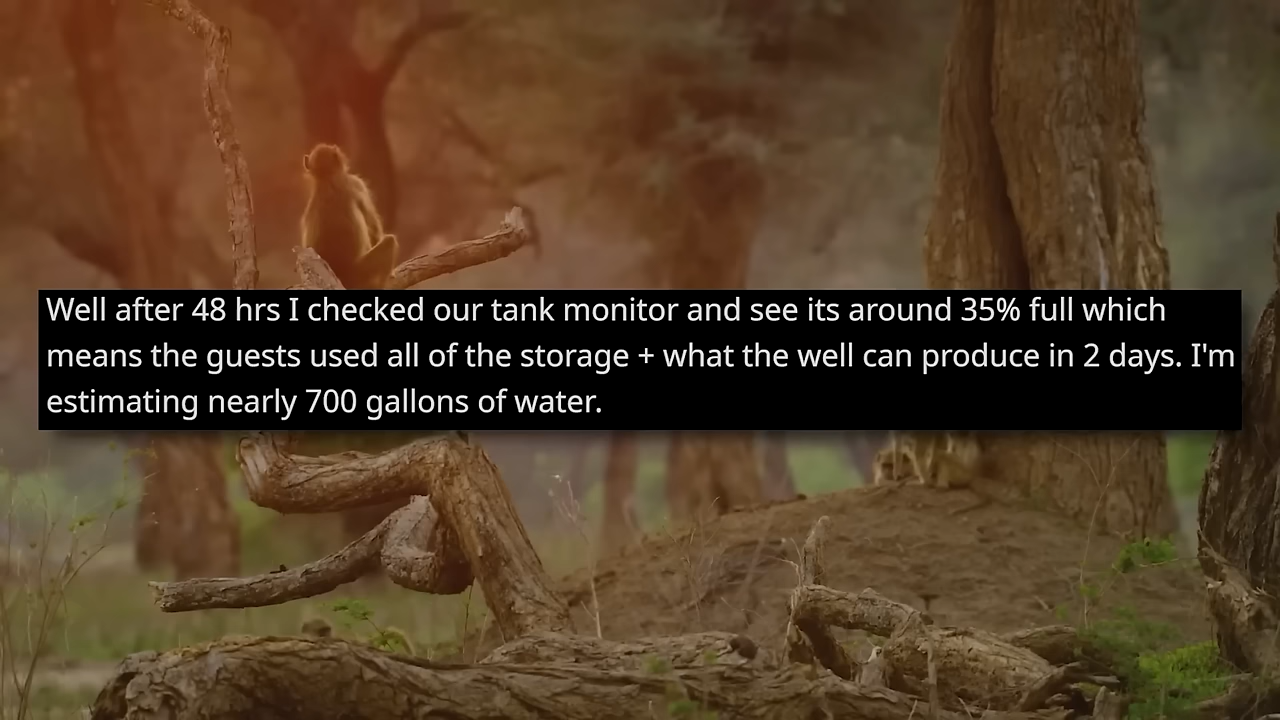 Well after 48 hrs I checked our tank monitor and see its around 35% full which
means the guests used all of the storage + what the well can produce in 2 days. I'm
estimating nearly 700 gallons of water.